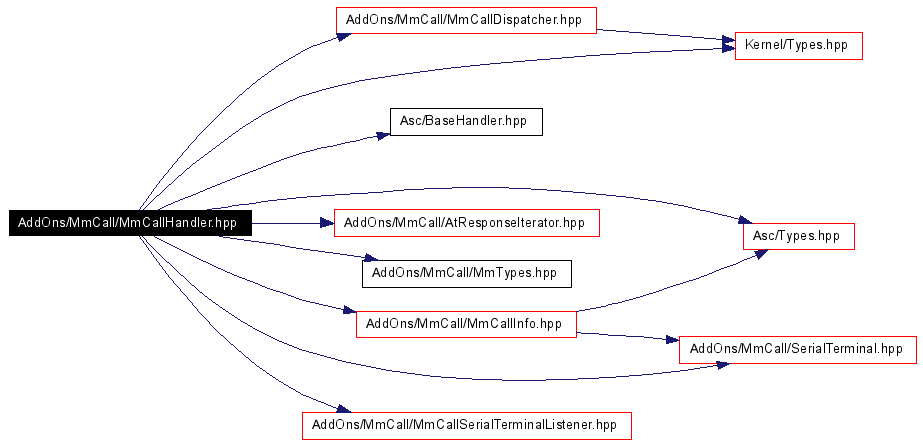 AddOns/MmCall/MmCallDispatcher.hpp
Kernel/Types.hpp
Asc/BaseHandler.hpp
AddOns/MmCall/MmCallHandler.hpp
AddOns/MmCall/AtResponseIterator.hpp
Asc/Types.hpp
AddOns/MmCall/MmTypes.hpp
AddOns/MmCall/MmCallInfo.hpp
AddOns/MmCall/SerialTerminal.hpp
AddOns/MmCall/MmCallSerialTerminalListener.hpp